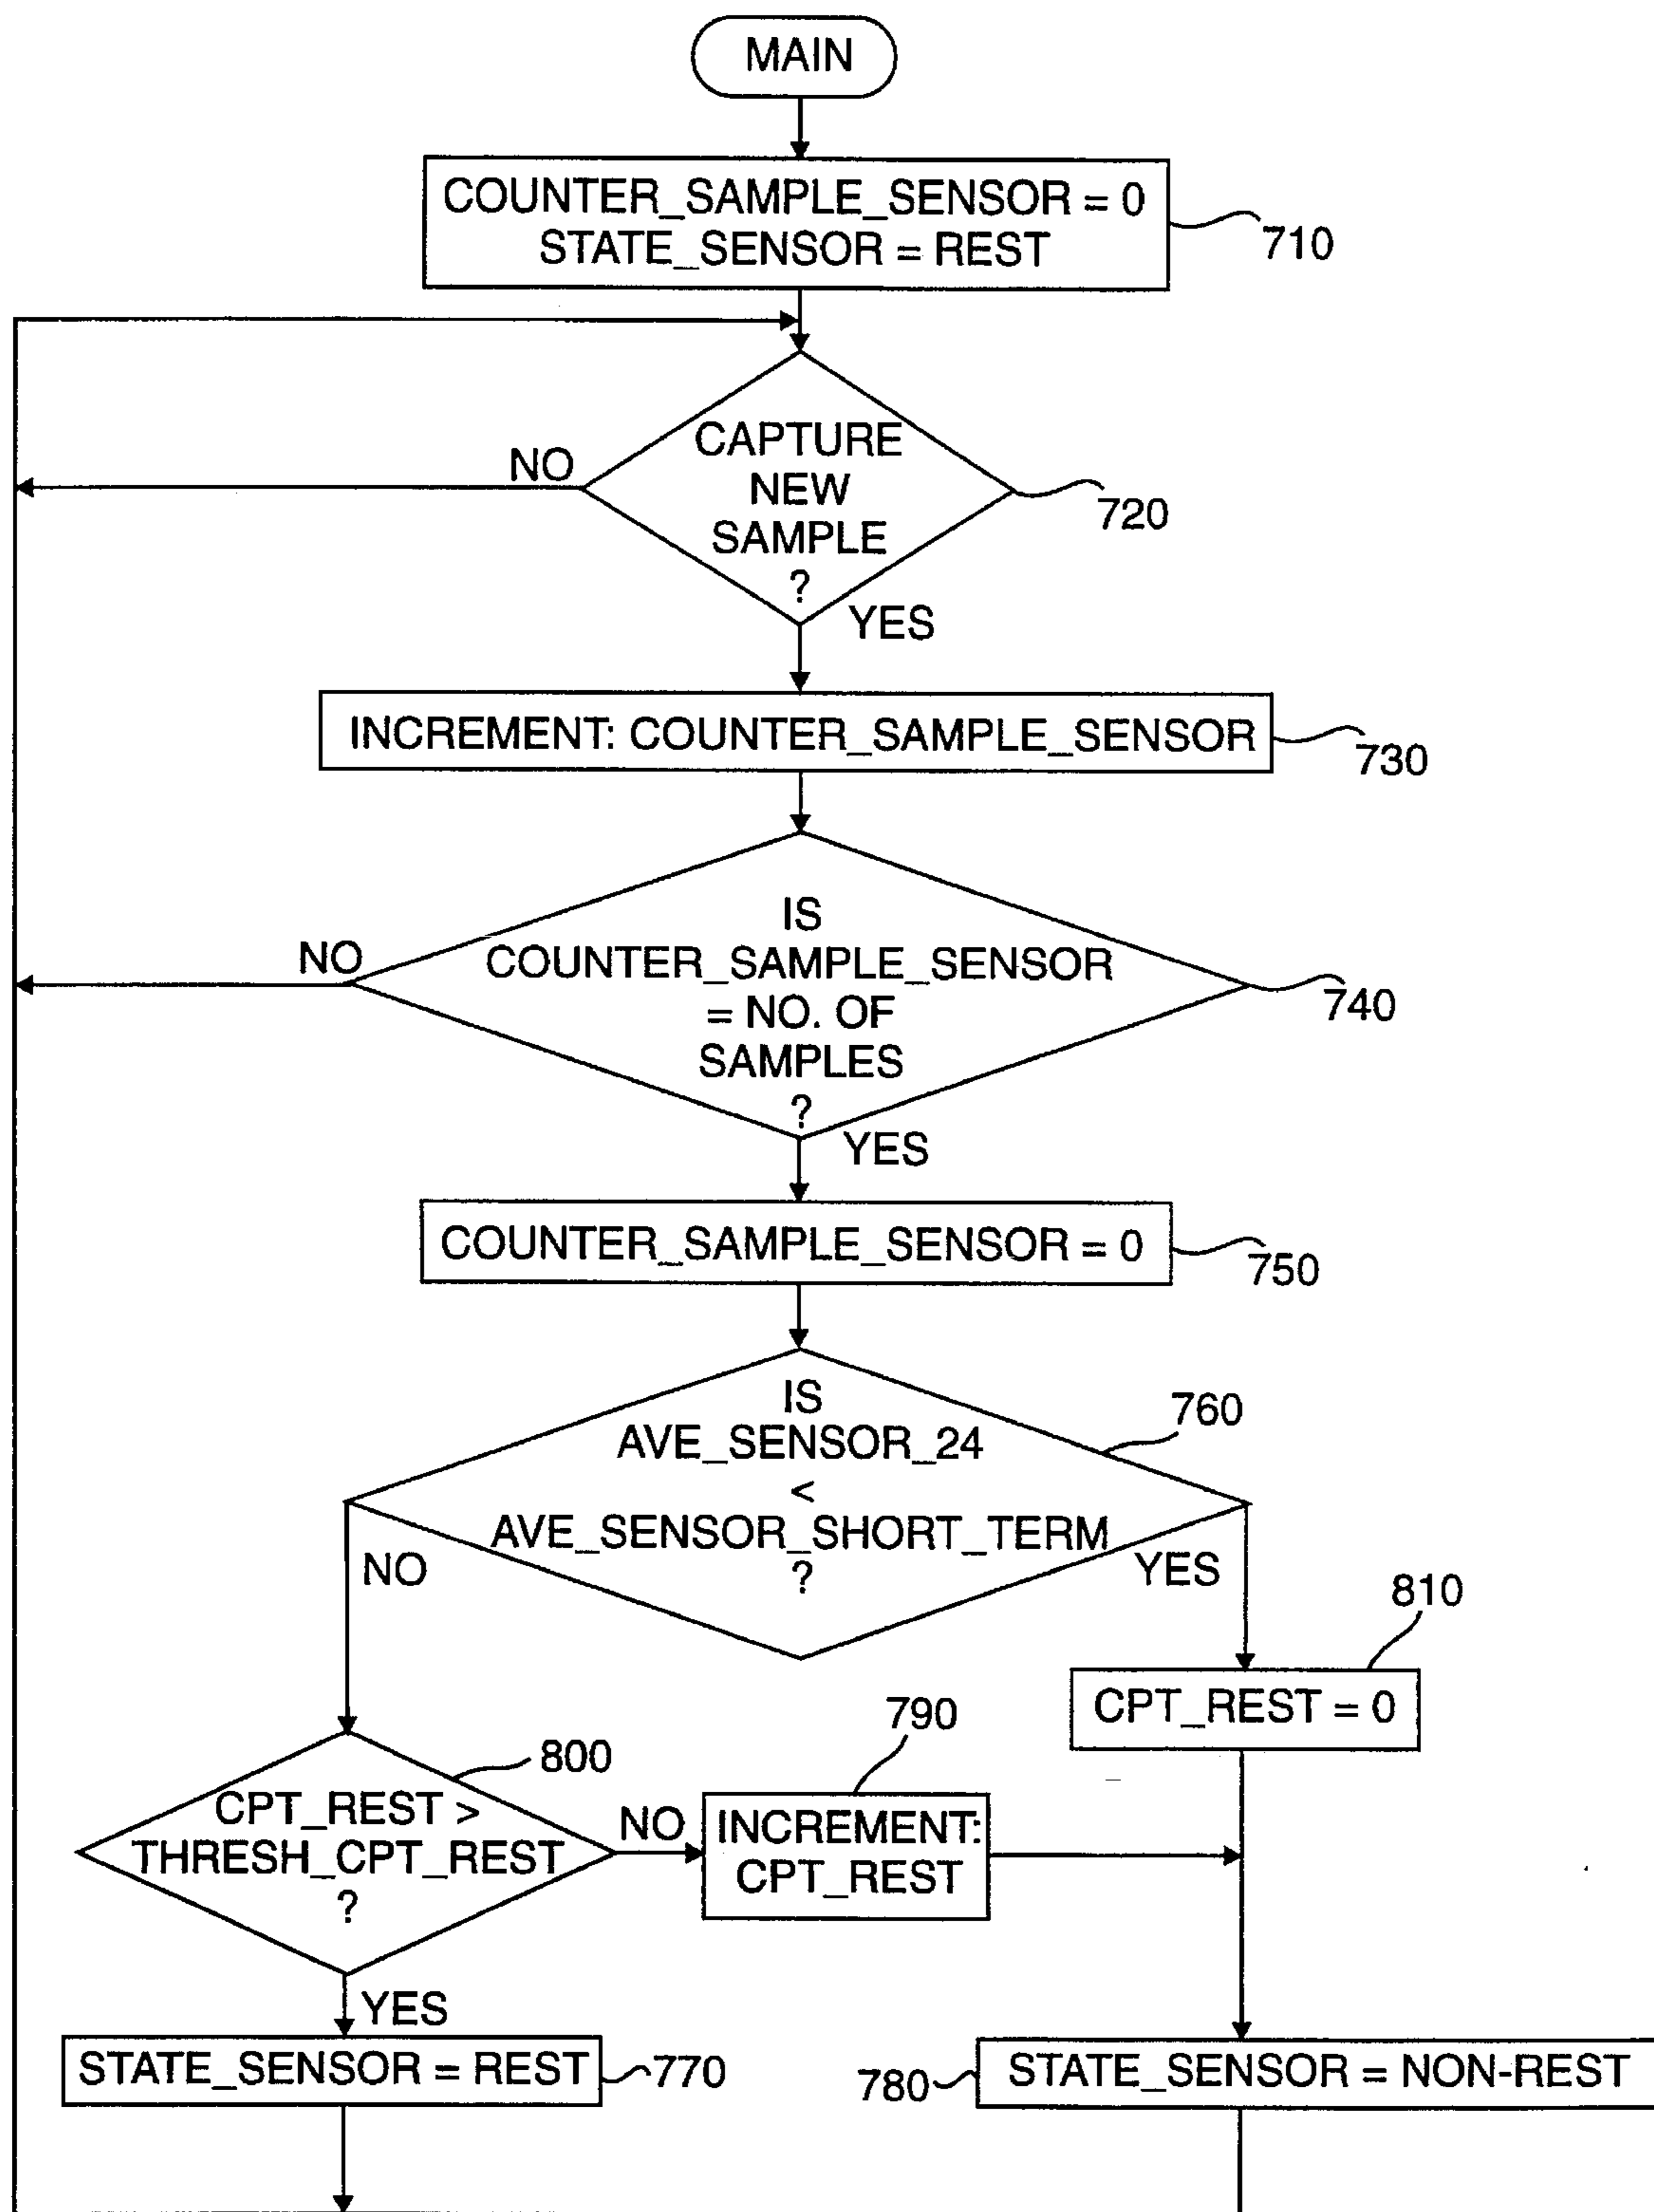 MAIN
COUNTER_SAMPLE_SENSOR = 0
STATE_SENSOR = REST
710
CAPTURE
NEW
SAMPLE
?
NO
720
YES
INCREMENT: COUNTER_SAMPLE_SENSOR
730
IS
COUNTER_SAMPLE_SENSOR
= NO. OF
SAMPLES
?
NO
740
YES
COUNTER_SAMPLE_SENSOR = 0
750
IS
AVE_SENSOR_24
<
AVE_SENSOR_SHORT_TERM
?
760
NO
YES
810
CPT_REST = 0
790
800
CPT_REST >
THRESH_CPT_REST
?
NO
INCREMENT:
CPT_REST
YES
STATE_SENSOR = REST
770
780
STATE_SENSOR = NON-REST